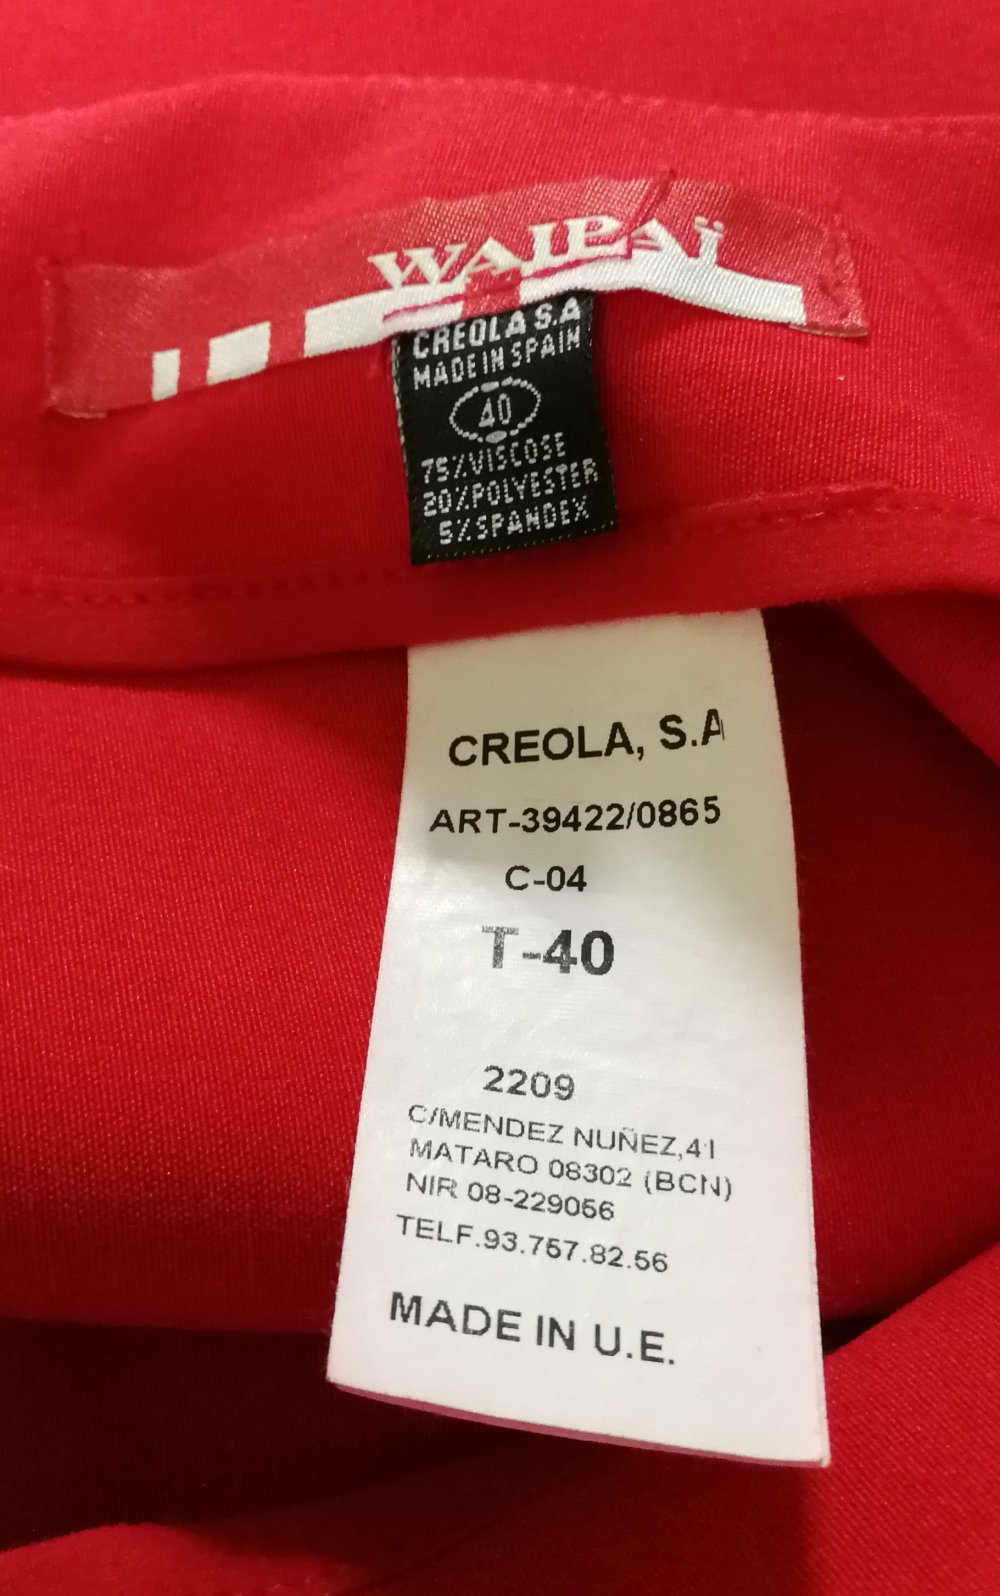 WAIPAÏ
CREOLA S.A
MADE IN SPAIN
40
75%VISCOSE
20%POLYESTER
5%SPANDEX
CREOLA, S.A
ART-39422/0865
C-04
T-40
2209
C/MENDEZ NUÑEZ,41
MATARO 08302 (BCN)
NIR 08-229056
TELF.93.757.82.56
MADE IN U.E.